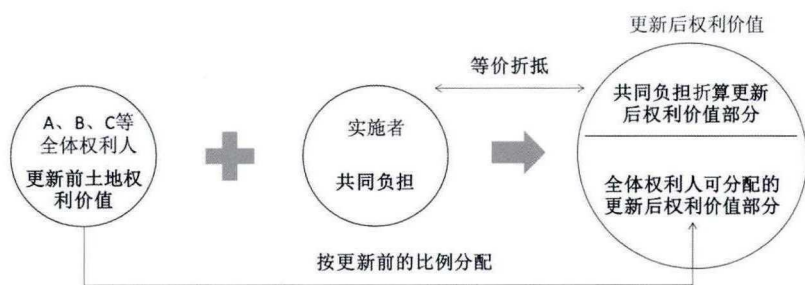 更新后权利价值
等价折抵
A、B、C等
全体权利人
更新前土地权
利价值
实施者
共同负担
共同负担折算更新
后权利价值部分
全体权利人可分配的
更新后权利价值部分
按更新前的比例分配